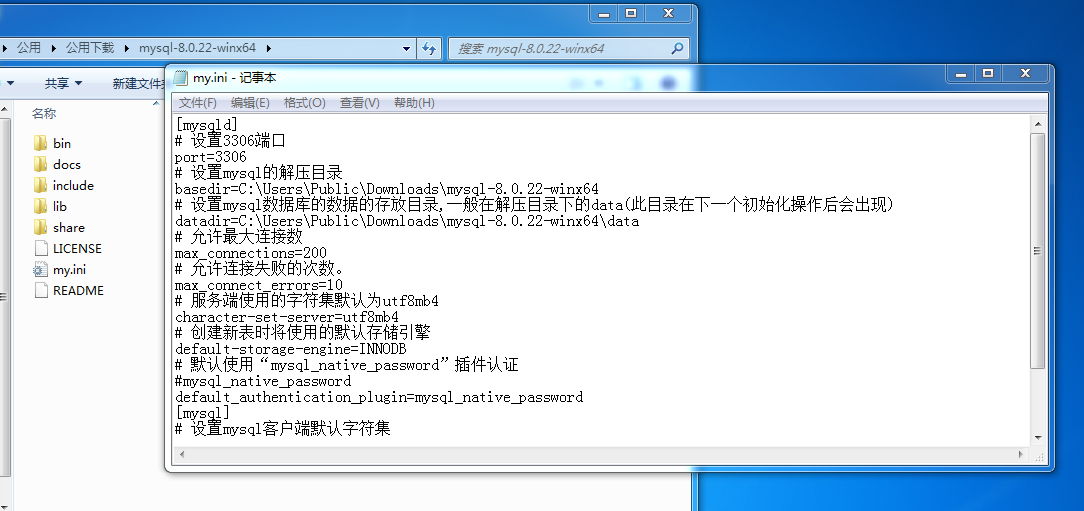 公用 公用下载 mysql-8.0.22-winx64
搜索 mysql-8.0.22-winx64
共享 新建文件夹
名称
bin
docs
include
lib
share
LICENSE
my.ini
README
my.ini - 记事本
文件(F) 编辑(E) 格式(O) 查看(V) 帮助(H)
[mysqld]
# 设置3306端口
port=3306
# 设置mysql的解压目录
basedir=C:\Users\Public\Downloads\mysql-8.0.22-winx64
# 设置mysql数据库的数据的存放目录,一般在解压目录下的data(此目录在下一个初始化操作后会出现)
datadir=C:\Users\Public\Downloads\mysql-8.0.22-winx64\data
# 允许最大连接数
max_connections=200
# 允许连接失败的次数。
max_connect_errors=10
# 服务端使用的字符集默认为utf8mb4
character-set-server=utf8mb4
# 创建新表时将使用的默认存储引擎
default-storage-engine=INNODB
# 默认使用“mysql_native_password”插件认证
#mysql_native_password
default_authentication_plugin=mysql_native_password
[mysql]
# 设置mysql客户端默认字符集